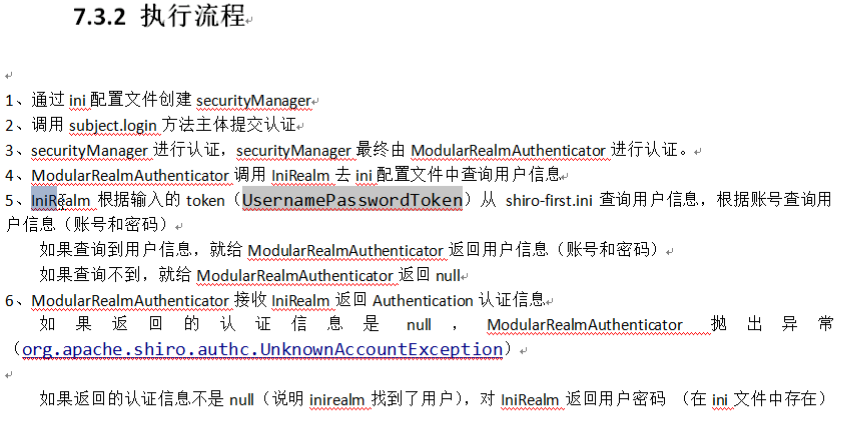 7.3.2 执行流程
1、通过 ini 配置文件创建 securityManager
2、调用 subject.login 方法主体提交认证
3、securityManager 进行认证，securityManager 最终由 ModularRealmAuthenticator 进行认证。
4、ModularRealmAuthenticator 调用 IniRealm 去 ini 配置文件中查询用户信息
5、IniRealm 根据输入的 token（UsernamePasswordToken）从 shiro-first.ini 查询用户信息，根据账号查询用
户信息（账号和密码）
如果查询到用户信息，就给 ModularRealmAuthenticator 返回用户信息（账号和密码）
如果查询不到，就给 ModularRealmAuthenticator 返回 null
6、ModularRealmAuthenticator 接收 IniRealm 返回 Authentication 认证信息
如果返回的认证信息是 null，ModularRealmAuthenticator 抛出异常
（org.apache.shiro.authc.UnknownAccountException）
如果返回的认证信息不是 null（说明 inirealm 找到了用户），对 IniRealm 返回用户密码 （在 ini 文件中存在）